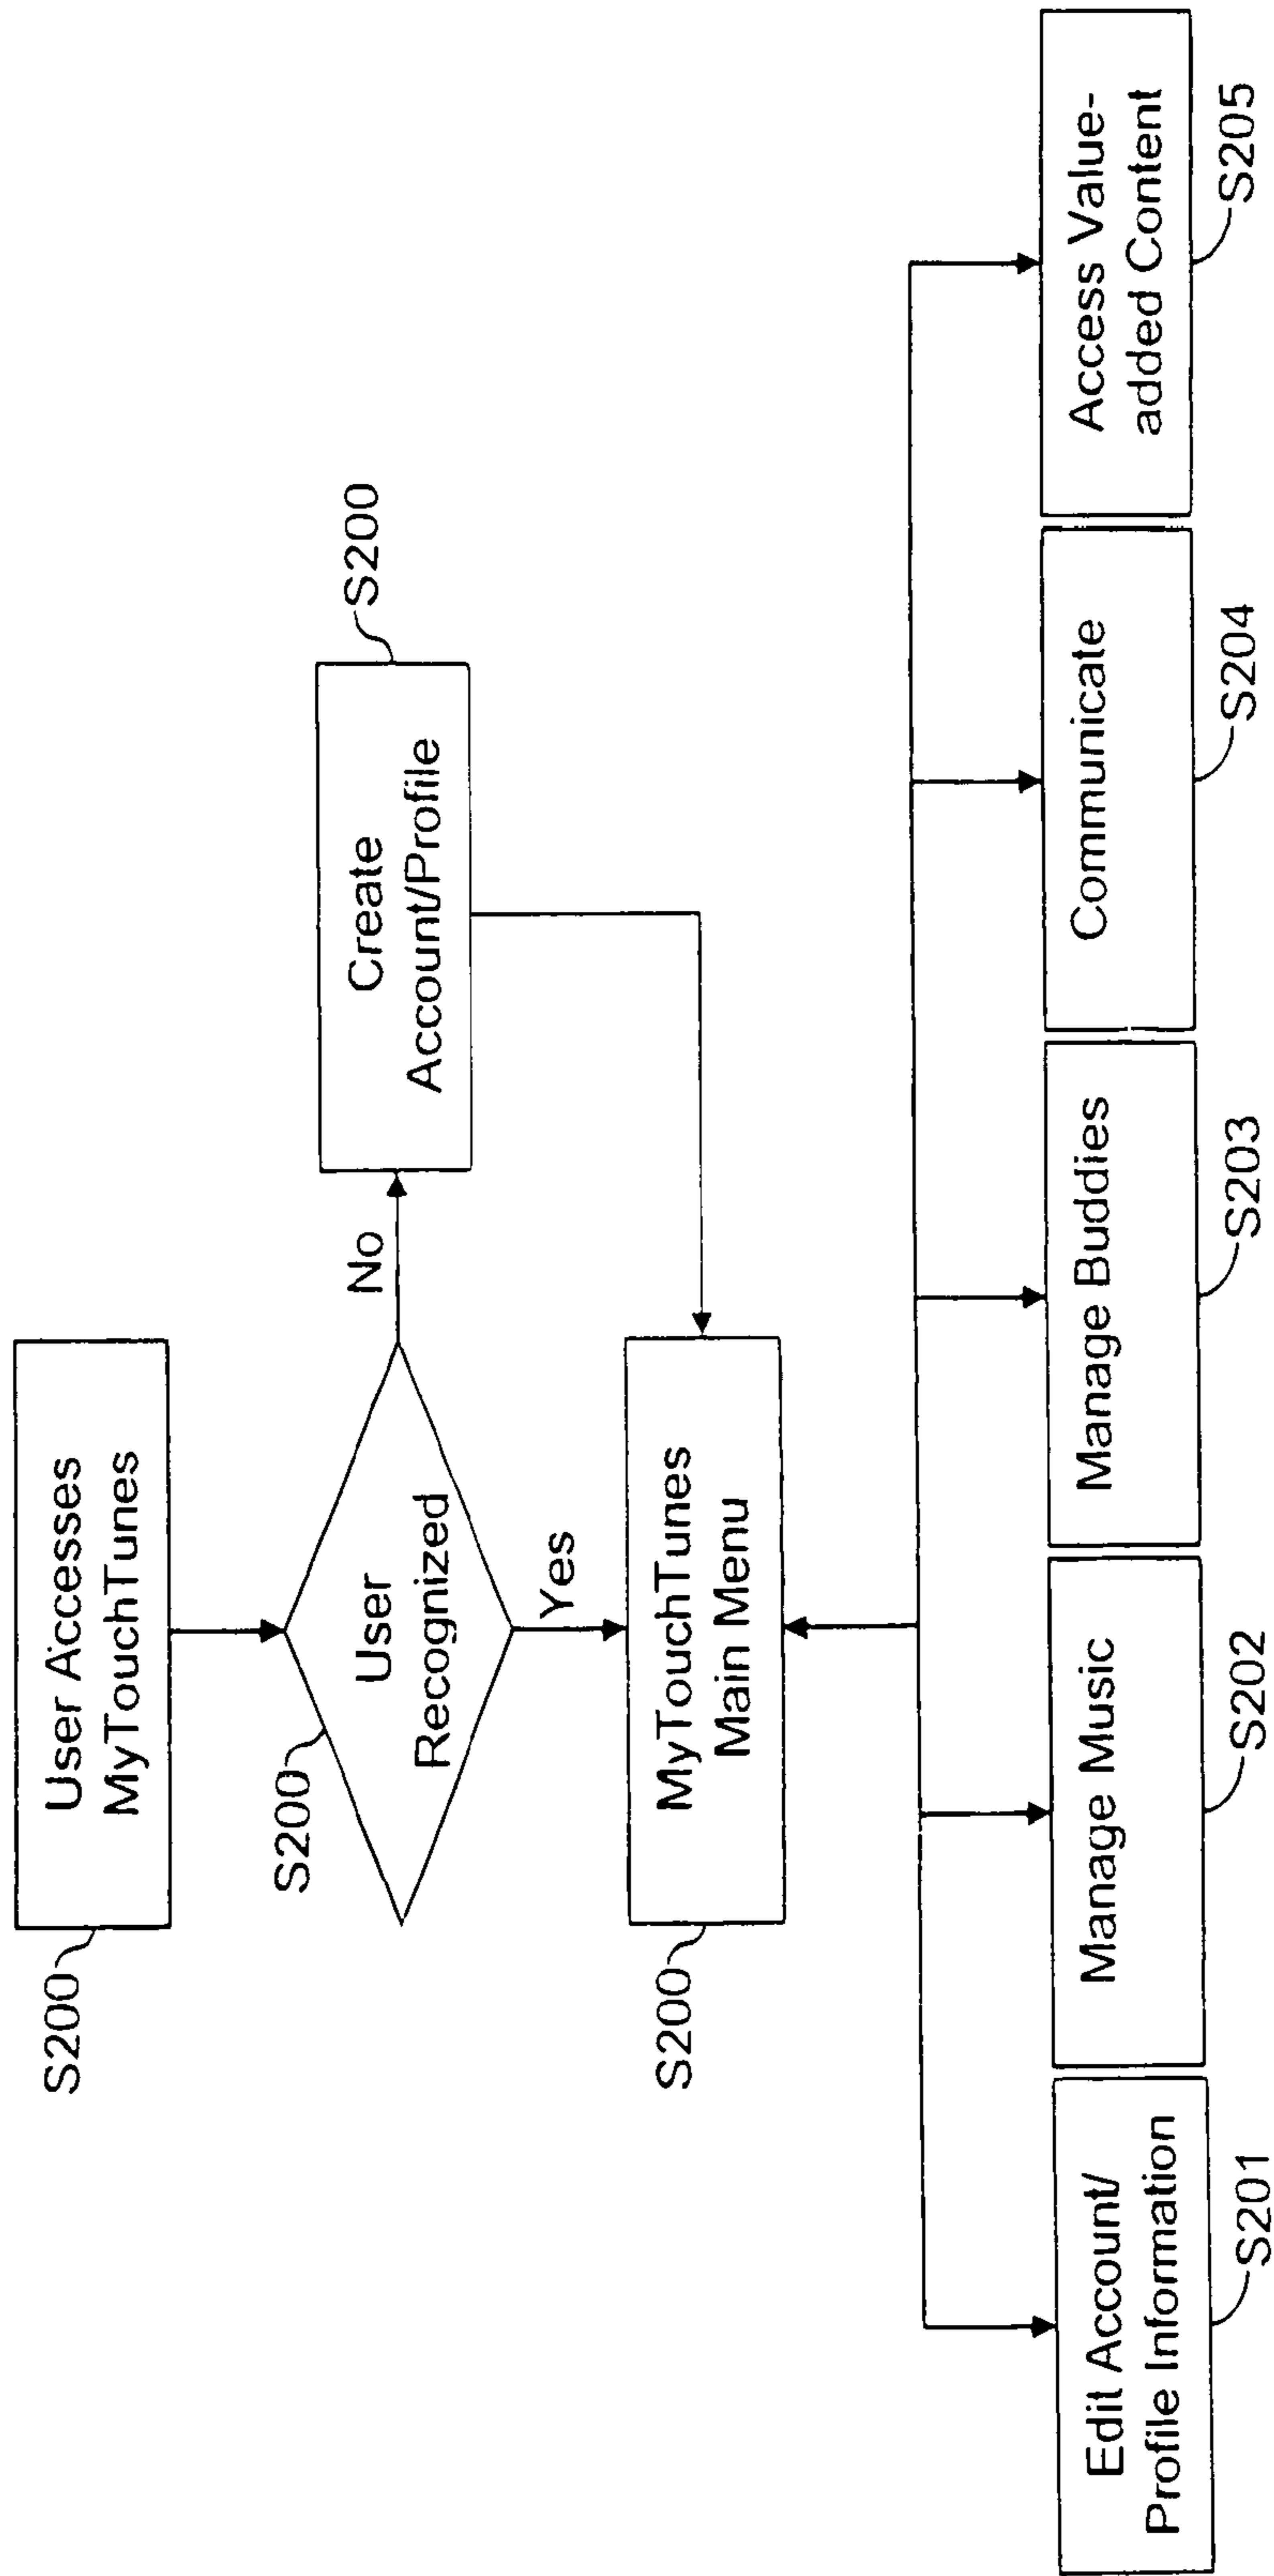 User Accesses
MyTouchTunes
S200
S200
User
Recognized
No
Create
Account/Profile
S200
Yes
MyTouchTunes
Main Menu
S200
Edit Account/
Profile Information
S201
Manage Music
S202
Manage Buddies
S203
Communicate
S204
Access Value-
added Content
S205